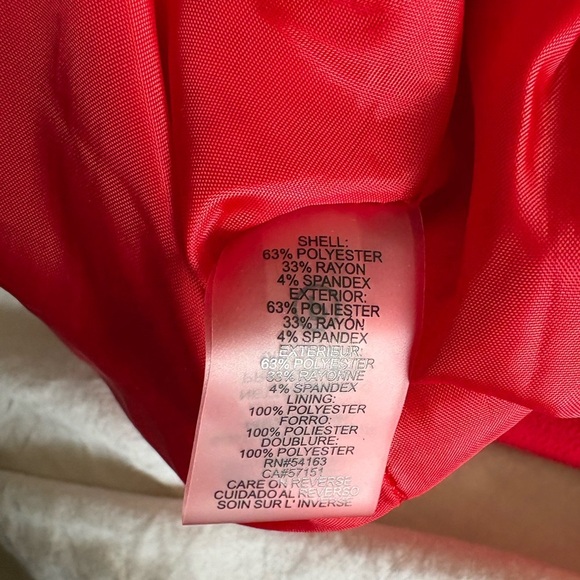 SHELL:
63% POLYESTER
33% RAYON
4% SPANDEX
EXTERIOR:
63% POLIESTER
33% RAYÓN
4% SPANDEX
EXTÉRIEUR:
63% POLYESTER
33% RAYONNE
4% SPANDEX
LINING:
100% POLYESTER
FORRO:
100% POLIESTER
DOUBLURE:
100% POLYESTER
RN#54163
CA#57151
CARE ON REVERSE
CUIDADO AL REVERSO
SOIN SUR L' INVERSE